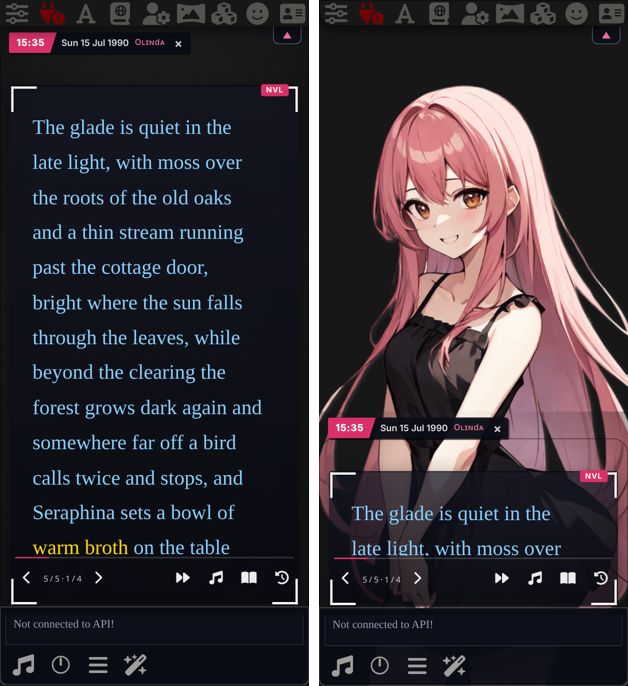 15:35 Sun 15 Jul 1990 Olinda ×
NVL
The glade is quiet in the
late light, with moss over
the roots of the old oaks
and a thin stream running
past the cottage door,
bright where the sun falls
through the leaves, while
beyond the clearing the
forest grows dark again and
somewhere far off a bird
calls twice and stops, and
Seraphina sets a bowl of
warm broth on the table
5/5·1/4
Not connected to API!
15:35 Sun 15 Jul 1990 Olinda ×
NVL
The glade is quiet in the
late light, with moss over
5/5·1/4
Not connected to API!